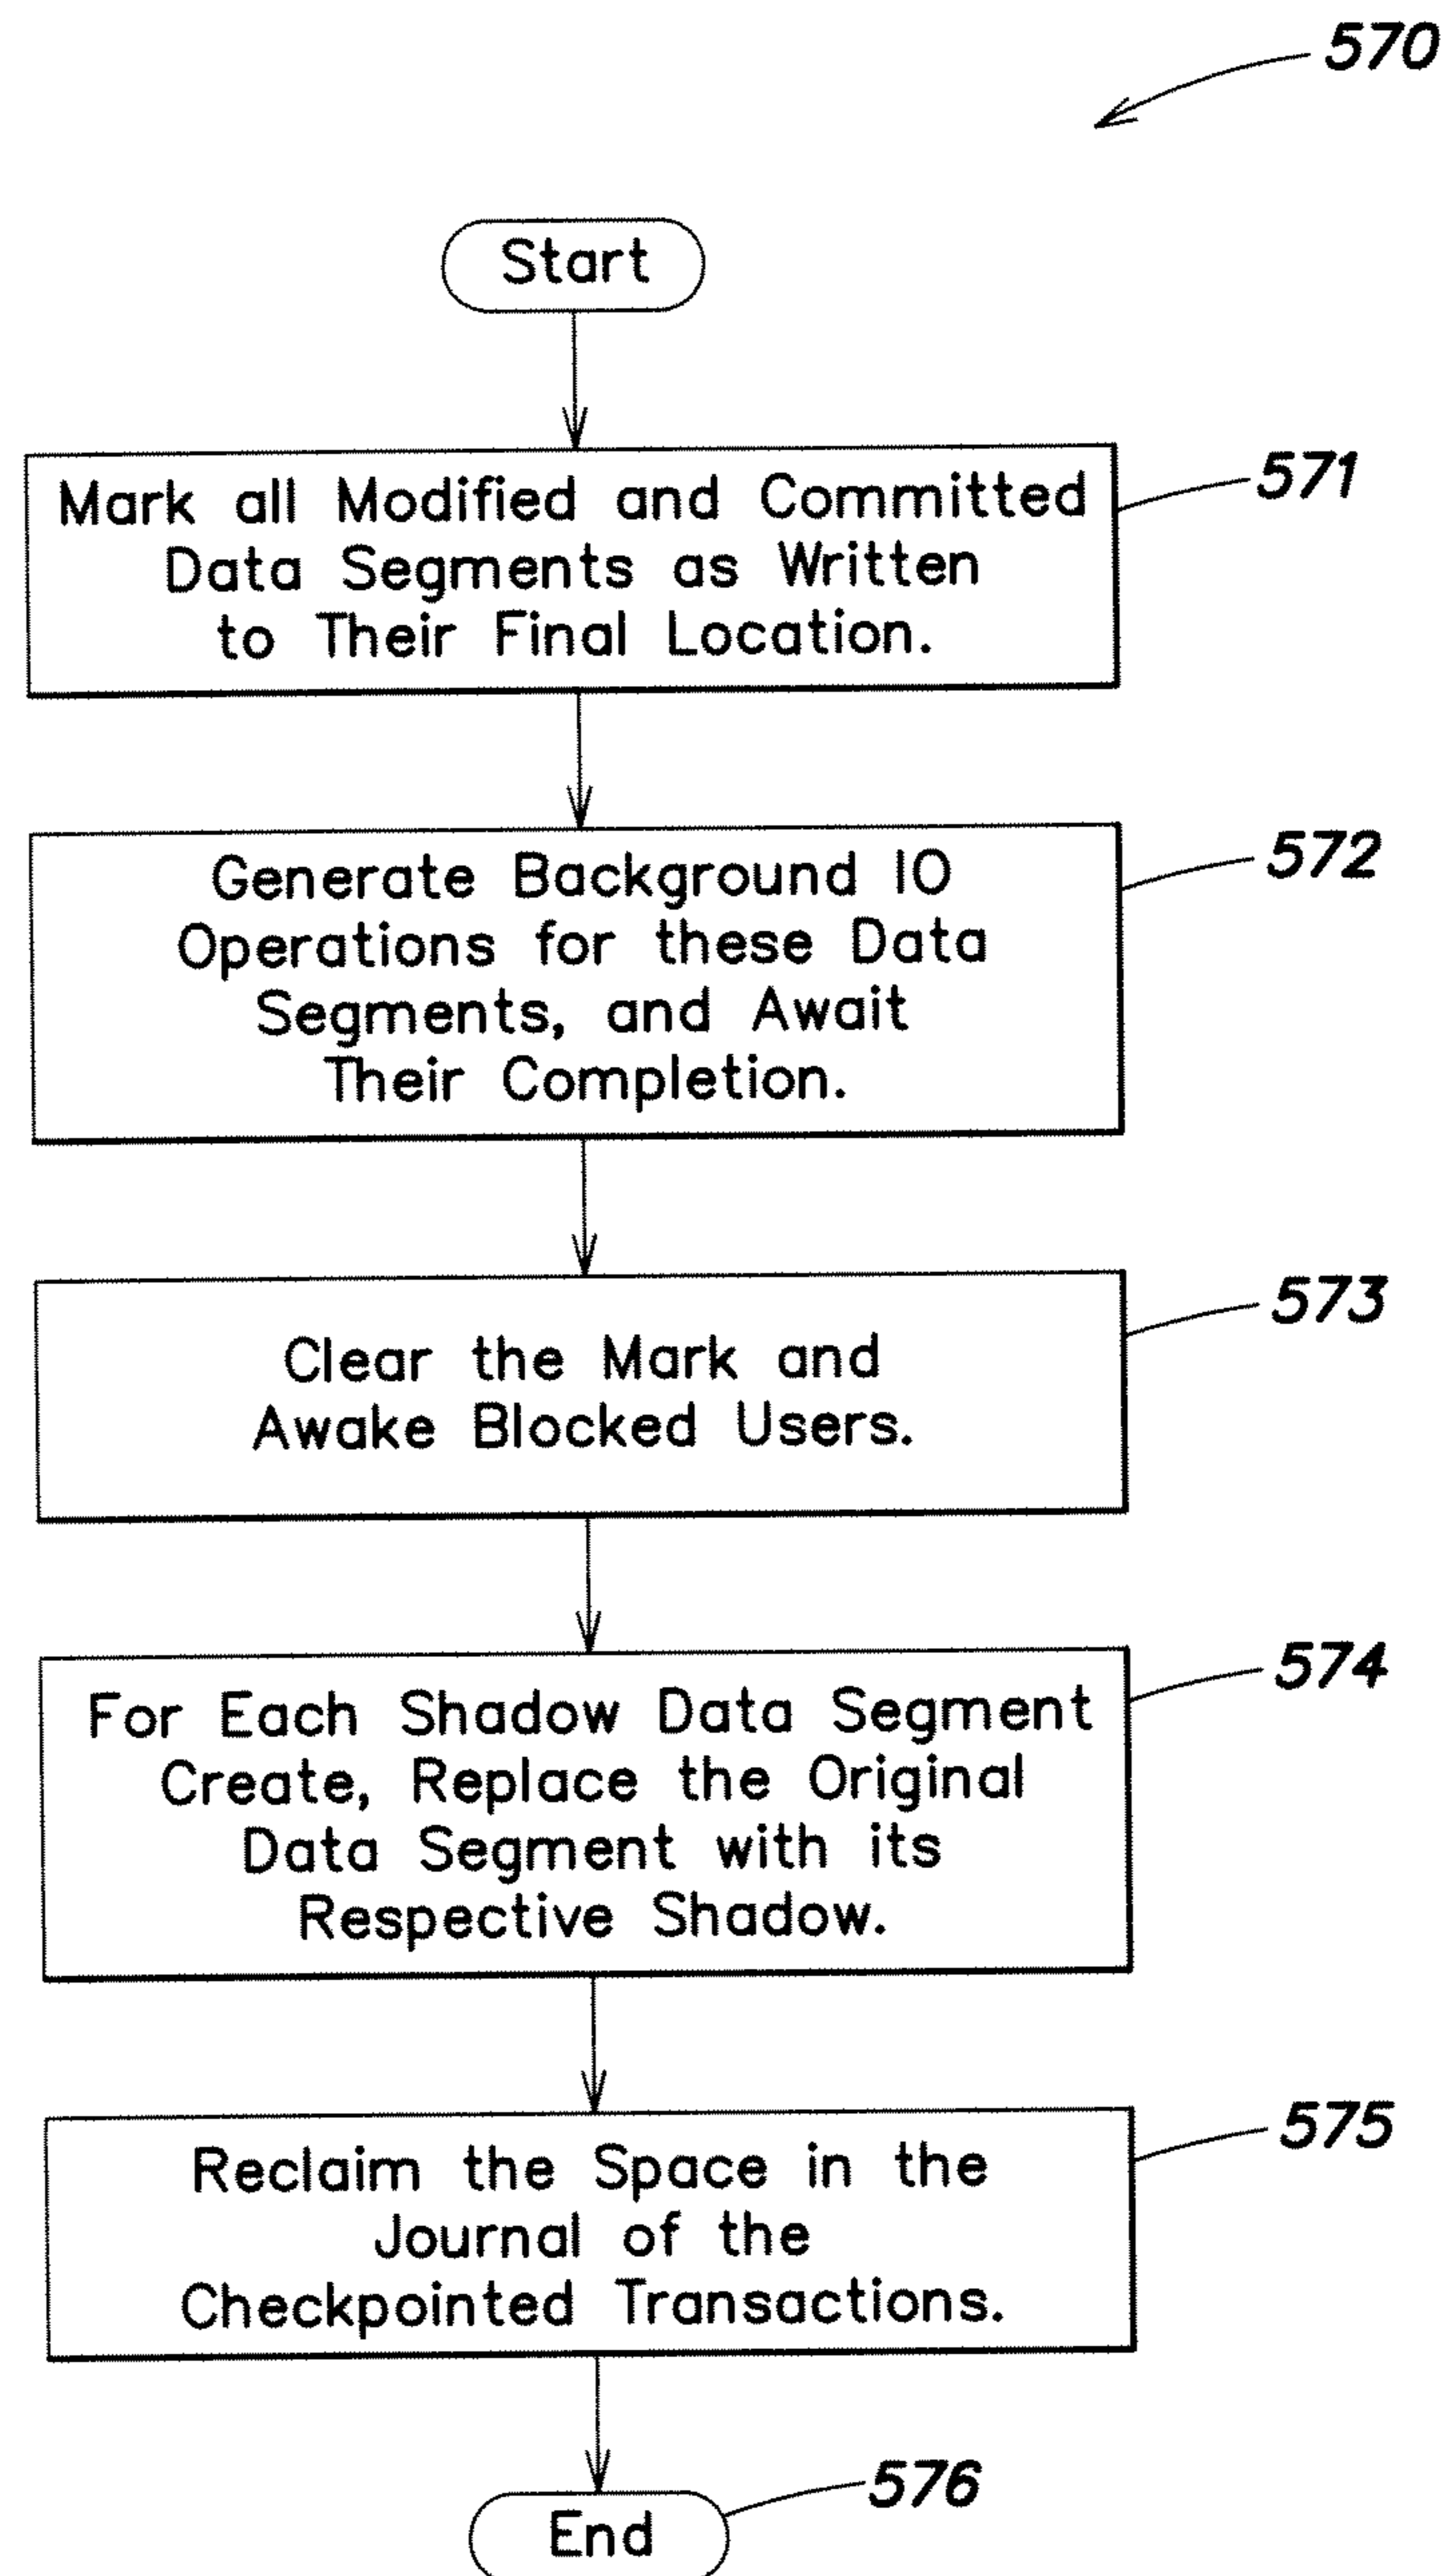 570
Start
Mark all Modified and Committed
Data Segments as Written
to Their Final Location.
571
Generate Background IO
Operations for these Data
Segments, and Await
Their Completion.
572
Clear the Mark and
Awake Blocked Users.
573
For Each Shadow Data Segment
Create, Replace the Original
Data Segment with its
Respective Shadow.
574
Reclaim the Space in the
Journal of the
Checkpointed Transactions.
575
End
576